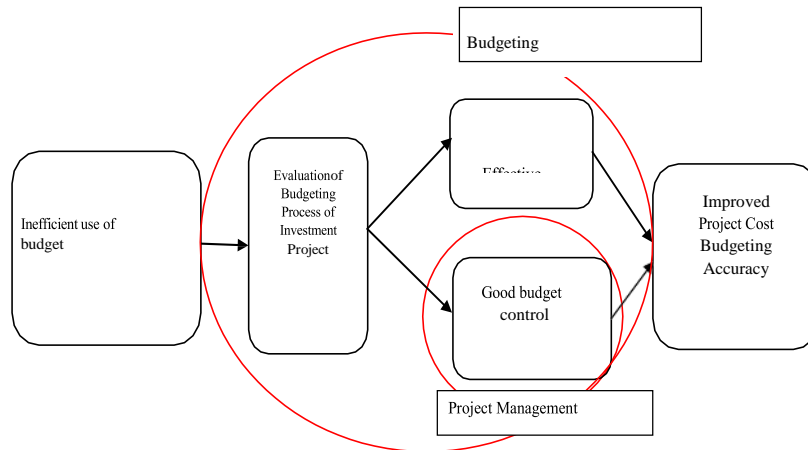 Budgeting
Inefficient use of
budget
Evaluationof
Budgeting
Process of
Investment
Project
Effective
Good budget
control
Improved
Project Cost
Budgeting
Accuracy
Project Management